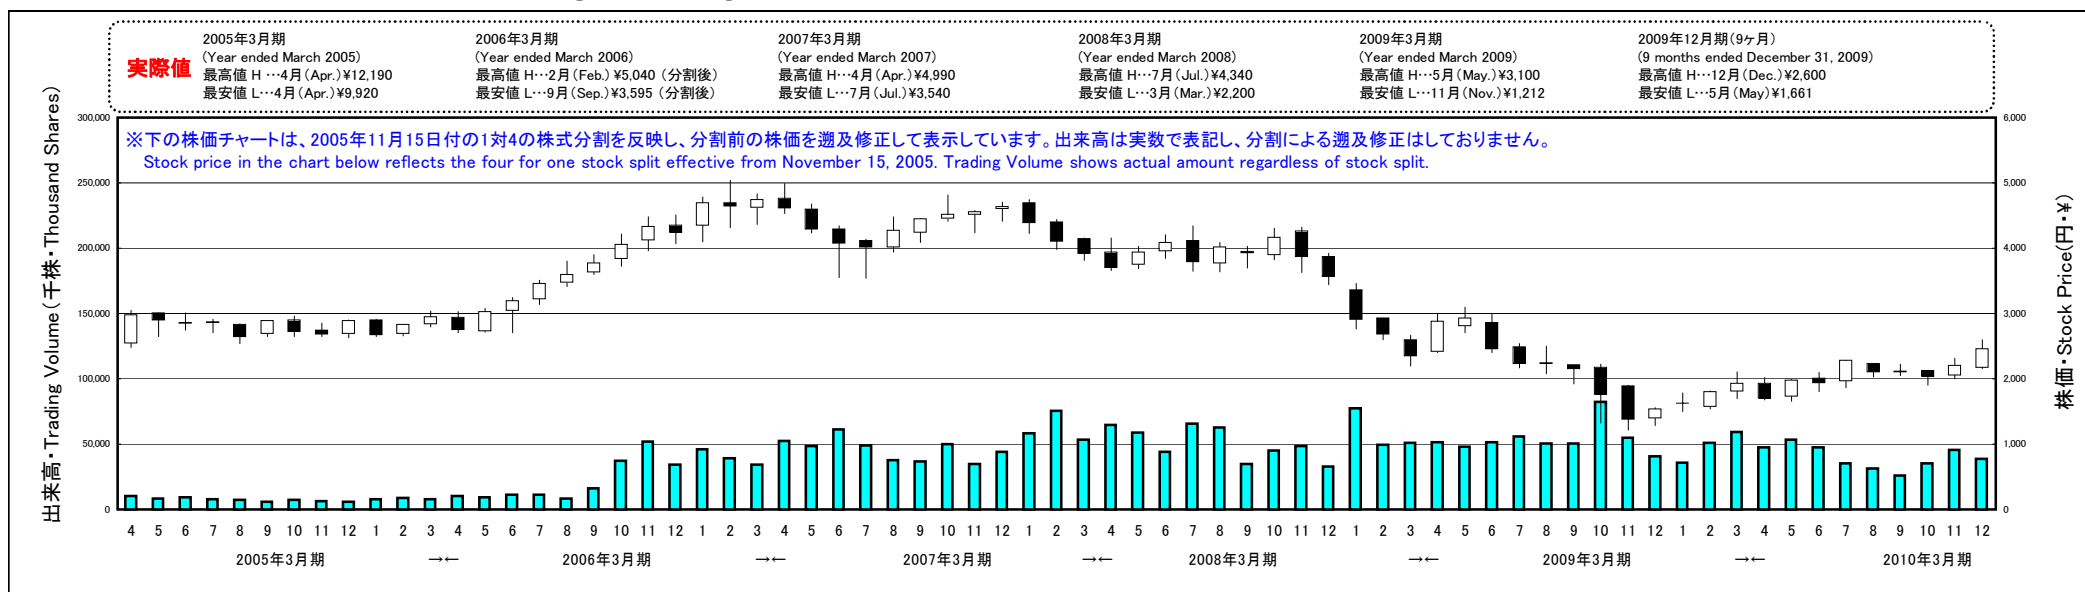 実際値
2005年3月期
(Year ended March 2005)
最高値 H …4月(Apr.)¥12,190
最安値 L…4月(Apr.)¥9,920
2006年3月期
(Year ended March 2006)
最高値 H…2月(Feb.)¥5,040 (分割後)
最安値 L…9月(Sep.)¥3,595 (分割後)
2007年3月期
(Year ended March 2007)
最高値 H…4月(Apr.)¥4,990
最安値 L…7月(Jul.)¥3,540
2008年3月期
(Year ended March 2008)
最高値 H…7月(Jul.)¥4,340
最安値 L…3月(Mar.)¥2,200
2009年3月期
(Year ended March 2009)
最高値 H…5月(May.)¥3,100
最安値 L…11月(Nov.)¥1,212
2009年12月期(9ヶ月)
(9 months ended December 31, 2009)
最高値 H…12月(Dec.)¥2,600
最安値 L…5月(May)¥1,661
出来高・Trading Volume(千株・Thousand Shares)
300,000
250,000
200,000
150,000
100,000
50,000
0
※下の株価チャートは、2005年11月15日付の1対4の株式分割を反映し、分割前の株価を遡及修正して表示しています。出来高は実数で表記し、分割による遡及修正はしておりません。
Stock price in the chart below reflects the four for one stock split effective from November 15, 2005. Trading Volume shows actual amount regardless of stock split.
6,000
5,000
4,000
3,000
2,000
1,000
0
株価・Stock Price(円・¥)
4 5 6 7 8 9 10 11 12 1 2 3 4 5 6 7 8 9 10 11 12 1 2 3 4 5 6 7 8 9 10 11 12 1 2 3 4 5 6 7 8 9 10 11 12 1 2 3 4 5 6 7 8 9 10 11 12 1 2 3 4 5 6 7 8 9 10 11 12
2005年3月期 →← 2006年3月期 →← 2007年3月期 →← 2008年3月期 →← 2009年3月期 →← 2010年3月期